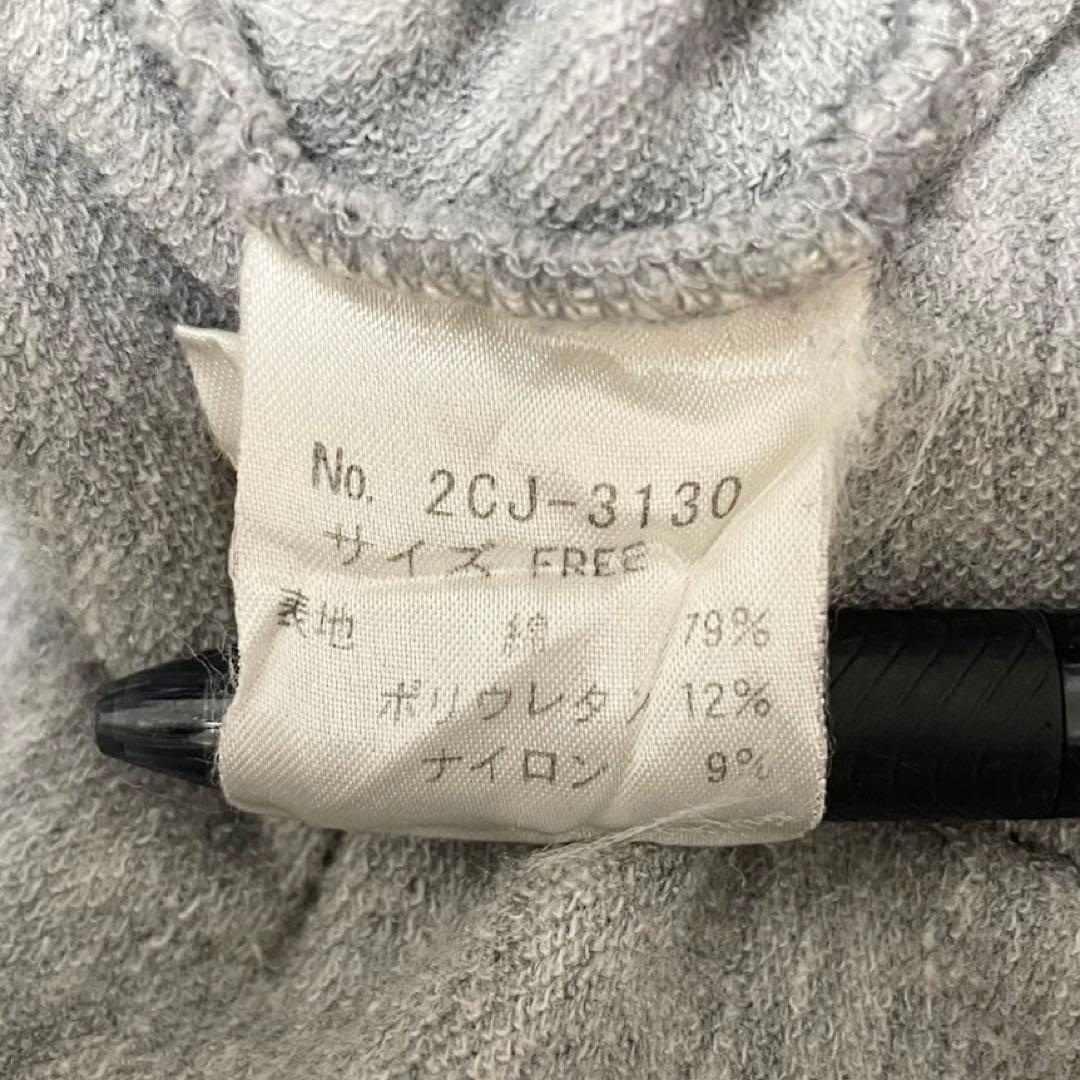 No. 2CJ-3130
サイズ FREE
表地 綿 79%
ポリウレタン 12%
ナイロン 9%